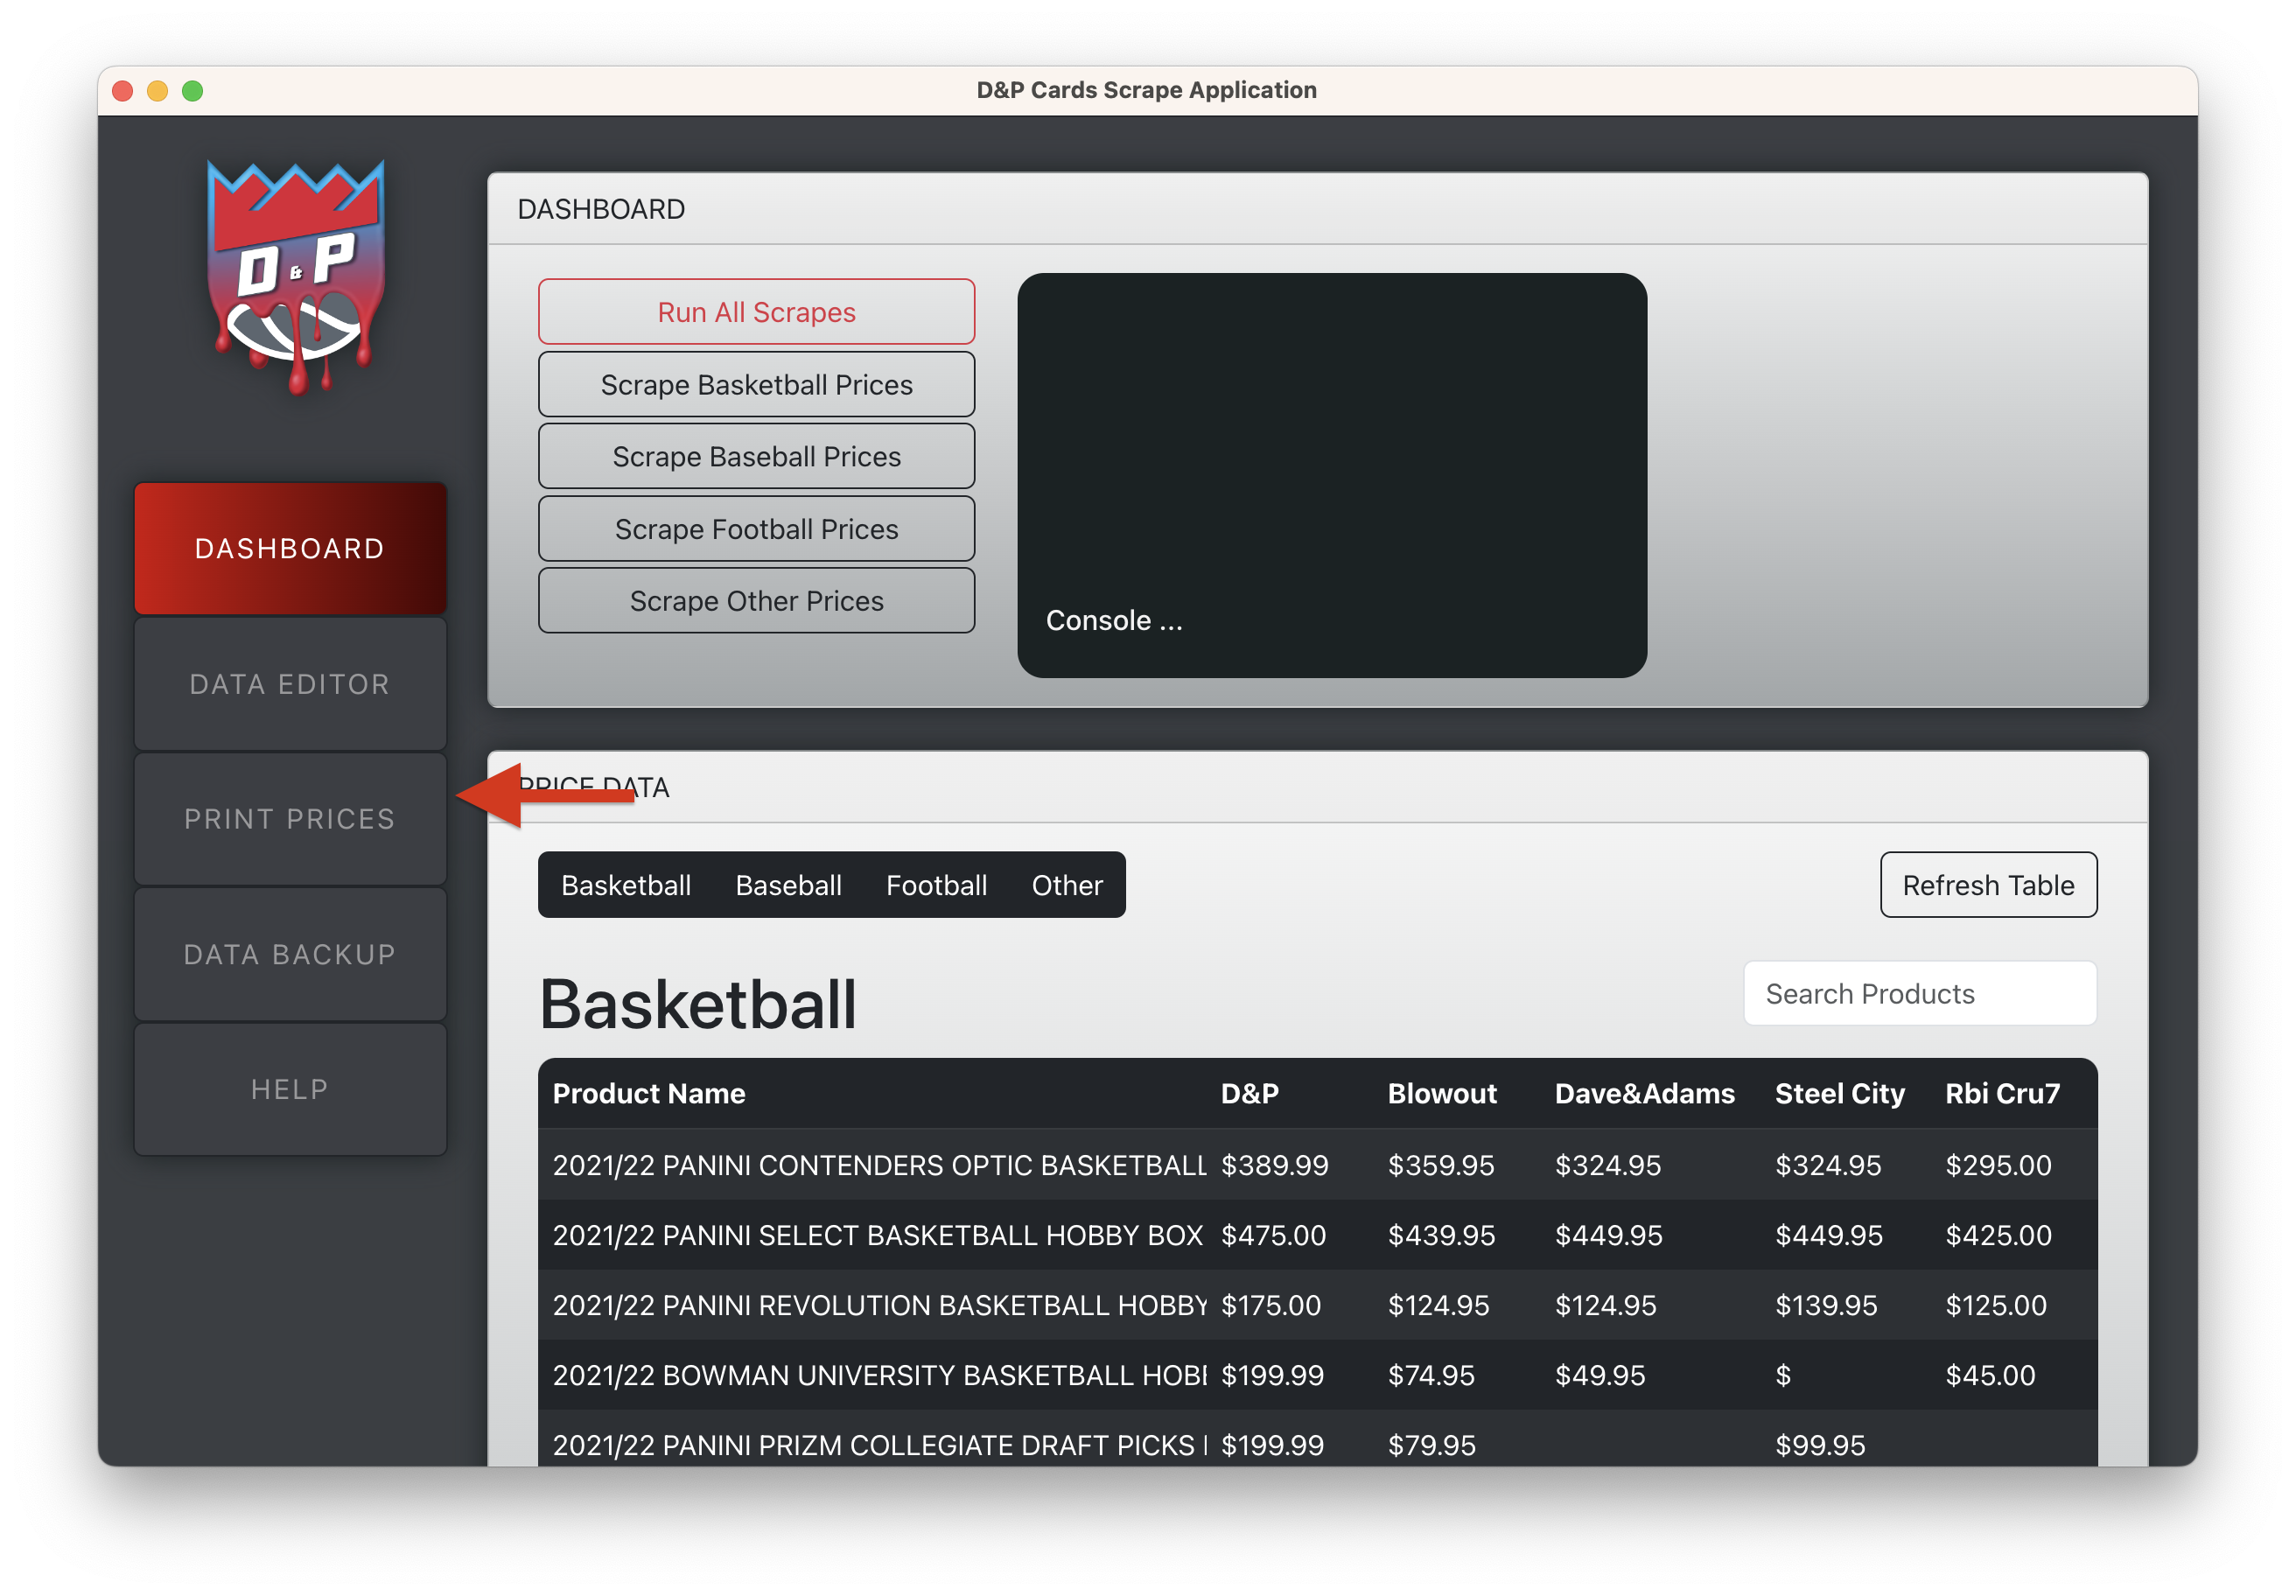 D&P Cards Scrape Application
D & P
DASHBOARD
DATA EDITOR
PRINT PRICES
DATA BACKUP
HELP
DASHBOARD
Run All Scrapes
Scrape Basketball Prices
Scrape Baseball Prices
Scrape Football Prices
Scrape Other Prices
Console ...
PRICE DATA
Basketball Baseball Football Other
Refresh Table
Basketball
Search Products
Product Name D&P Blowout Dave&Adams Steel City Rbi Cru7
2021/22 PANINI CONTENDERS OPTIC BASKETBALL $389.99 $359.95 $324.95 $324.95 $295.00
2021/22 PANINI SELECT BASKETBALL HOBBY BOX $475.00 $439.95 $449.95 $449.95 $425.00
2021/22 PANINI REVOLUTION BASKETBALL HOBBY $175.00 $124.95 $124.95 $139.95 $125.00
2021/22 BOWMAN UNIVERSITY BASKETBALL $199.99 $74.95 $49.95 $ $45.00
2021/22 PANINI PRIZM COLLEGIATE DRAFT PICKS $199.99 $79.95 $99.95